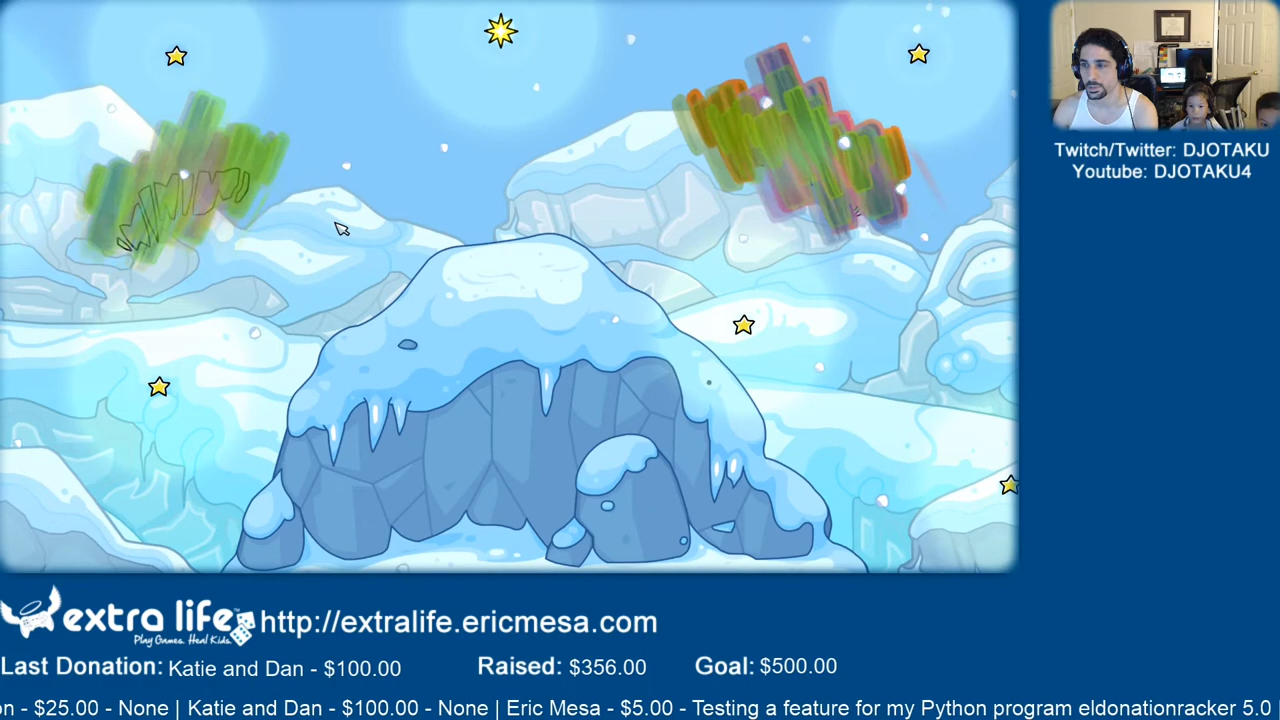 Twitch/Twitter: DJOTAKU
Youtube: DJOTAKU4
extra life
Play Games. Heal Kids.
http://extralife.ericmesa.com
Last Donation: Katie and Dan - $100.00 Raised: $356.00 Goal: $500.00
on - $25.00 - None | Katie and Dan - $100.00 - None | Eric Mesa - $5.00 - Testing a feature for my Python program eldonationracker 5.0